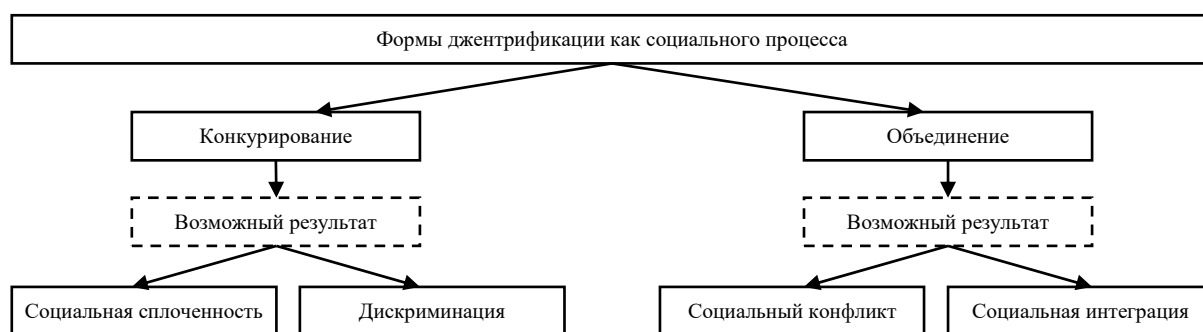 Формы джентрификации как социального процесса
Конкурирование
Объединение
Возможный результат
Возможный результат
Социальная сплоченность
Дискриминация
Социальный конфликт
Социальная интеграция